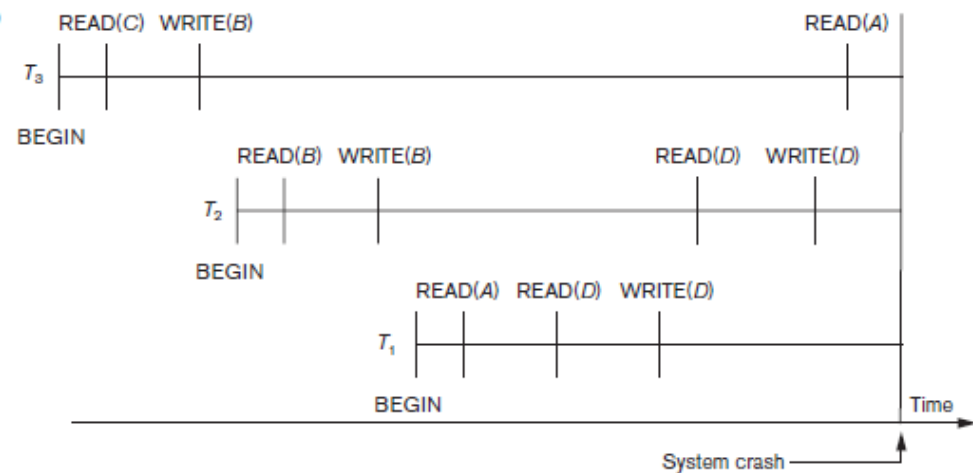 READ(C) WRITE(B) READ(A)
T3
BEGIN
READ(B) WRITE(B) READ(D) WRITE(D)
T2
BEGIN
READ(A) READ(D) WRITE(D)
T1
BEGIN
Time
System crash